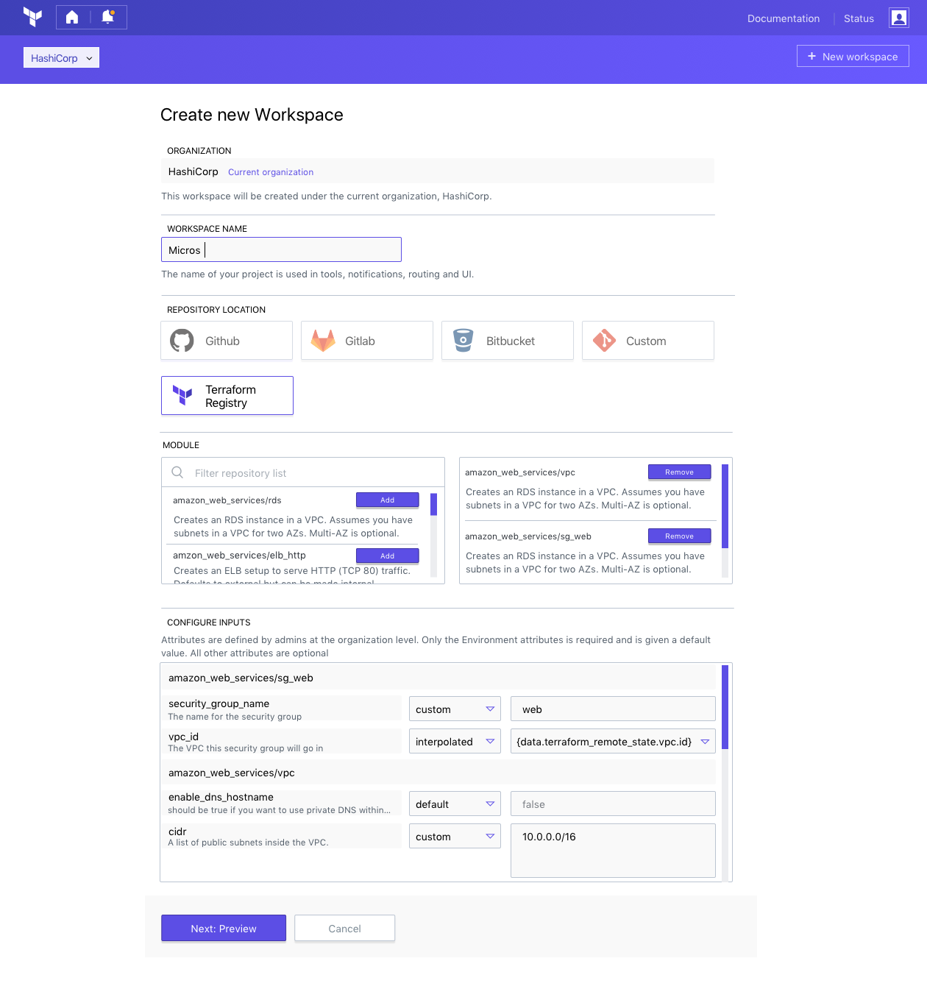 Documentation
Status
HashiCorp
+ New workspace
Create new Workspace
ORGANIZATION
HashiCorp Current organization
This workspace will be created under the current organization, HashiCorp.
WORKSPACE NAME
Micros
The name of your project is used in tools, notifications, routing and UI.
REPOSITORY LOCATION
Github
Gitlab
Bitbucket
Custom
Terraform
Registry
MODULE
Filter repository list
amazon_web_services/rds
Add
Creates an RDS instance in a VPC. Assumes you have
subnets in a VPC for two AZs. Multi-AZ is optional.
amzon_web_services/elb_http
Add
Creates an ELB setup to serve HTTP (TCP 80) traffic.
Defaults to external but can be made internal
amazon_web_services/vpc
Remove
Creates an RDS instance in a VPC. Assumes you have
subnets in a VPC for two AZs. Multi-AZ is optional.
amazon_web_services/sg_web
Remove
Creates an RDS instance in a VPC. Assumes you have
subnets in a VPC for two AZs. Multi-AZ is optional.
CONFIGURE INPUTS
Attributes are defined by admins at the organization level. Only the Environment attributes is required and is given a default
value. All other attributes are optional
amazon_web_services/sg_web
security_group_name
The name for the security group
custom
web
vpc_id
The VPC this security group will go in
interpolated
{data.terraform_remote_state.vpc.id}
amazon_web_services/vpc
enable_dns_hostname
should be true if you want to use private DNS within...
default
false
cidr
A list of public subnets inside the VPC.
custom
10.0.0.0/16
Next: Preview
Cancel